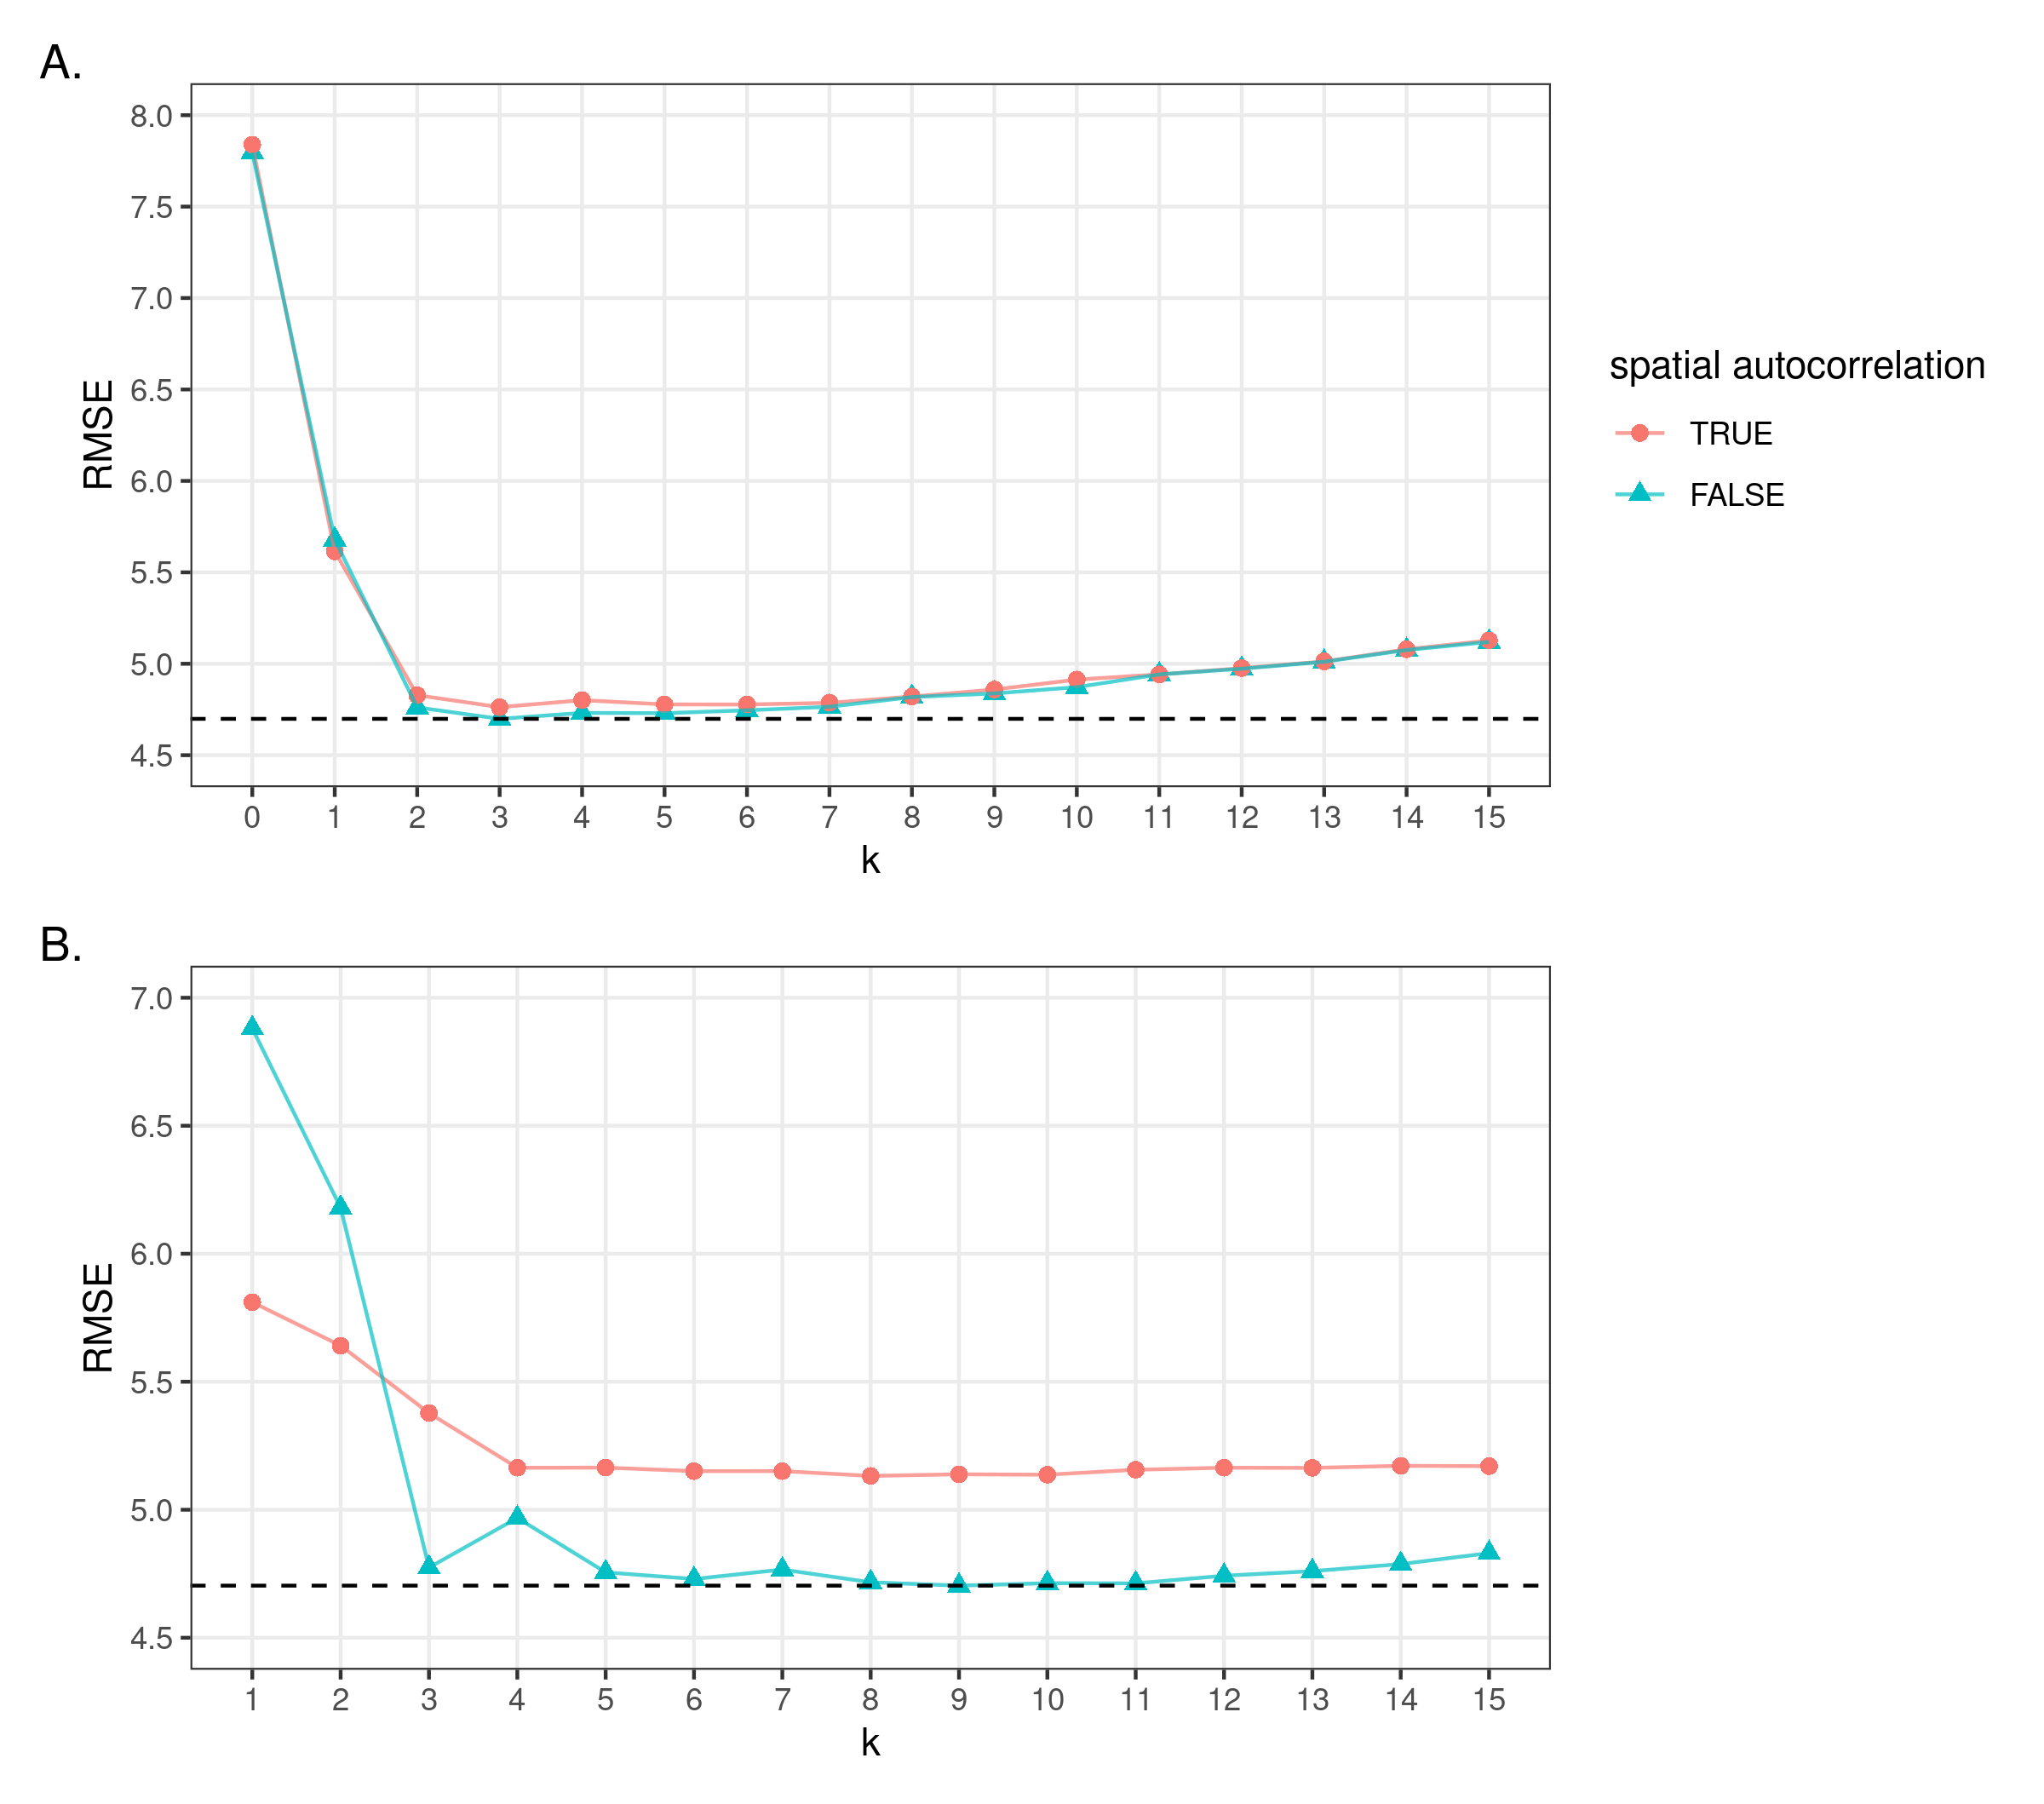 A.
8.0
7.5
7.0
6.5
6.0
5.5
5.0
4.5
RMSE
0 1 2 3 4 5 6 7 8 9 10 11 12 13 14 15
k
spatial autocorrelation
TRUE
FALSE
B.
7.0
6.5
6.0
5.5
5.0
4.5
RMSE
1 2 3 4 5 6 7 8 9 10 11 12 13 14 15
k